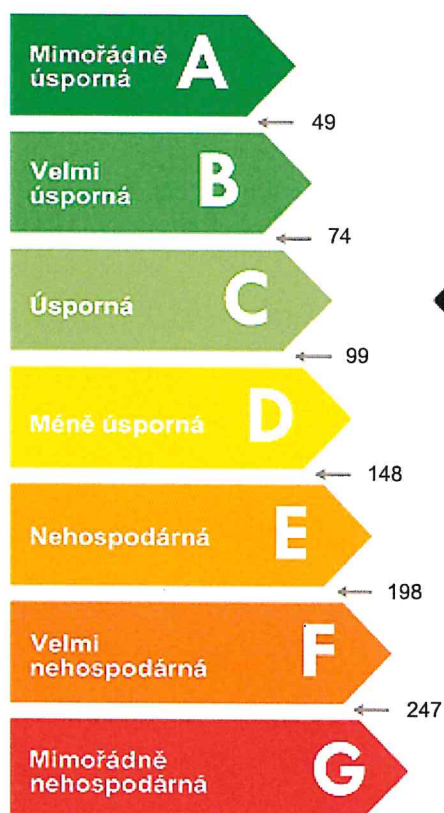 Mimořádně
úsporná
A
49
Velmi
úsporná
B
74
Úsporná
C
99
Méně úsporná
D
148
Nehospodárná
E
198
Velmi
nehospodárná
F
247
Mimořádně
nehospodárná
G